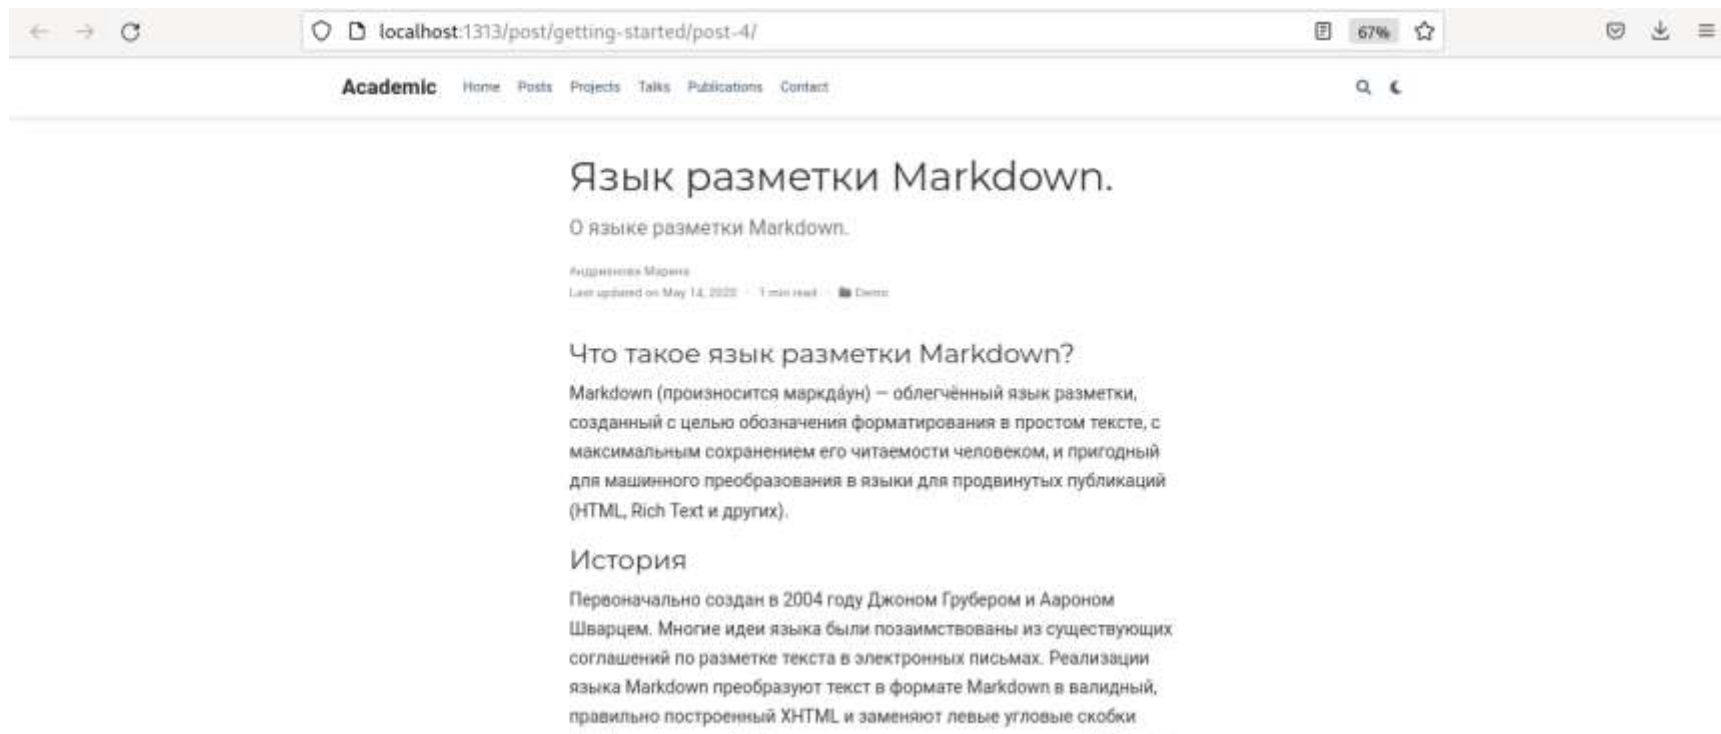 localhost:1313/post/getting-started/post-4/
67%
Academic Home Posts Projects Talks Publications Contact
Язык разметки Markdown.
О языке разметки Markdown.
Андрианова Марина
Last updated on May 14, 2020 · 1 min read · Demo
Что такое язык разметки Markdown?
Markdown (произносится маркда́ун) — облегчённый язык разметки,
созданный с целью обозначения форматирования в простом тексте, с
максимальным сохранением его читаемости человеком, и пригодный
для машинного преобразования в языки для продвинутых публикаций
(HTML, Rich Text и других).
История
Первоначально создан в 2004 году Джоном Грубером и Аароном
Шварцем. Многие идеи языка были позаимствованы из существующих
соглашений по разметке текста в электронных письмах. Реализации
языка Markdown преобразуют текст в формате Markdown в валидный,
правильно построенный XHTML и заменяют левые угловые скобки